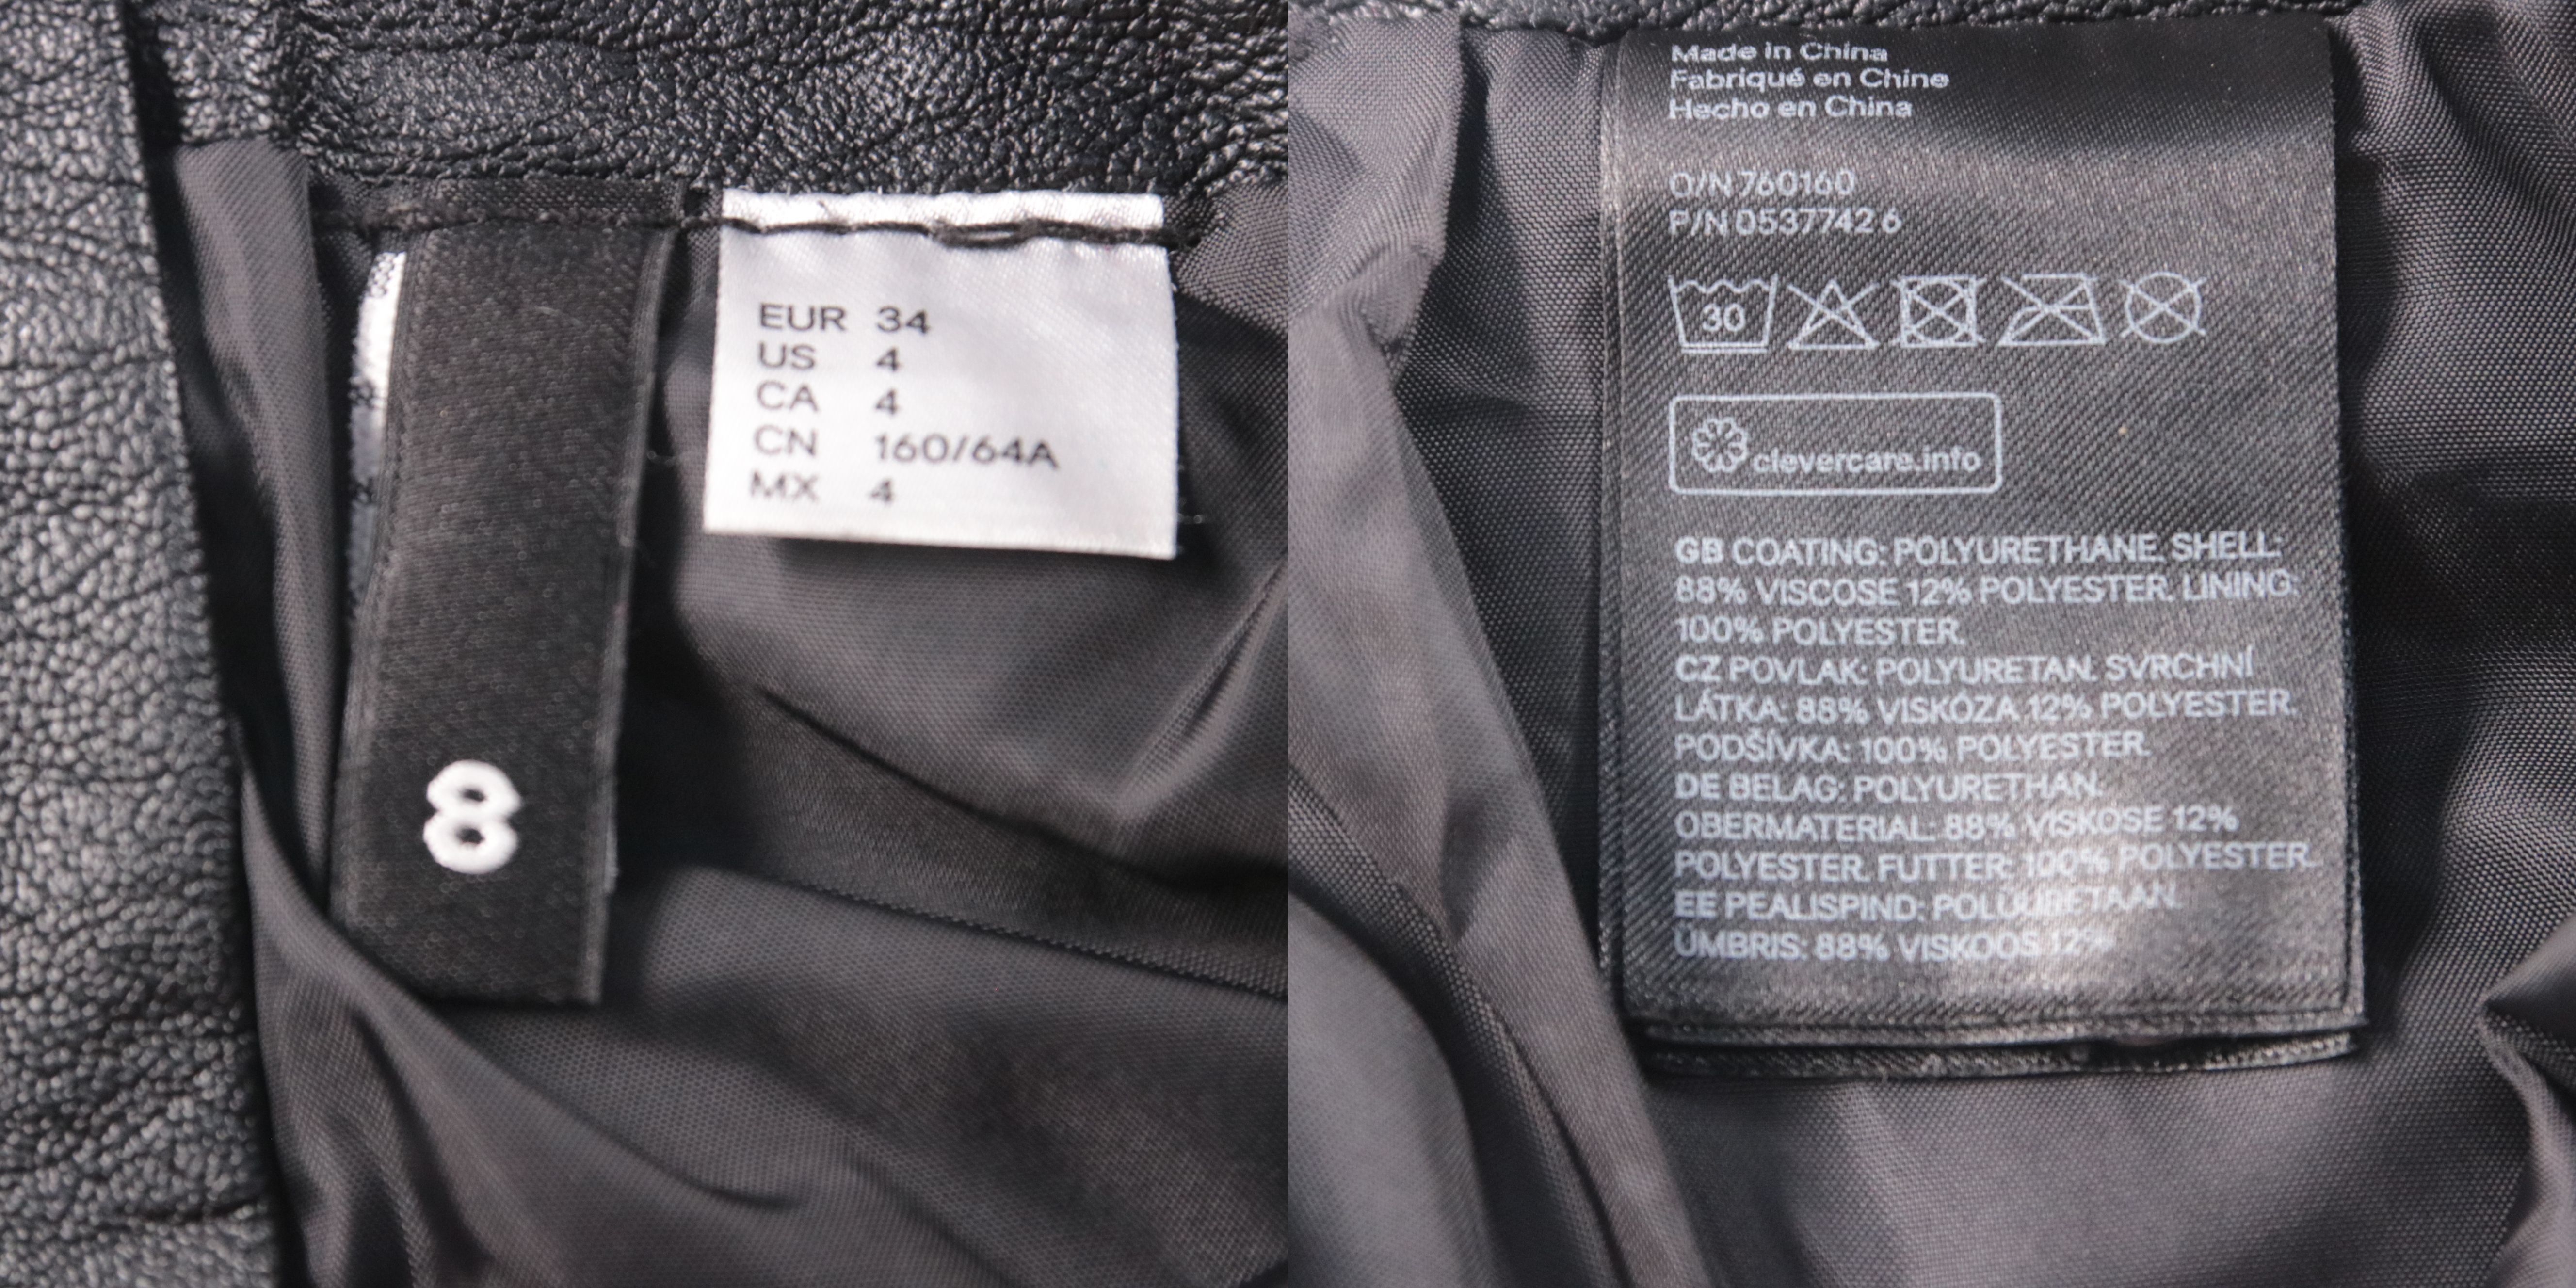 EUR 34
US 4
CA 4
CN 160/64A
MX 4
8
Made in China
Fabriqué en Chine
Hecho en China
O/N 760160
P/N 0537742 6
30
clevercare.info
GB COATING: POLYURETHANE. SHELL:
88% VISCOSE 12% POLYESTER. LINING:
100% POLYESTER.
CZ POVLAK: POLYURETAN. SVRCHNÍ
LÁTKA: 88% VISKÓZA 12% POLYESTER.
PODŠÍVKA: 100% POLYESTER.
DE BELAG: POLYURETHAN.
OBERMATERIAL: 88% VISKOSE 12%
POLYESTER. FUTTER: 100% POLYESTER.
EE PEALISPIND: POLÜURETAAN.
ÜMBRIS: 88% VISKOOS 12%